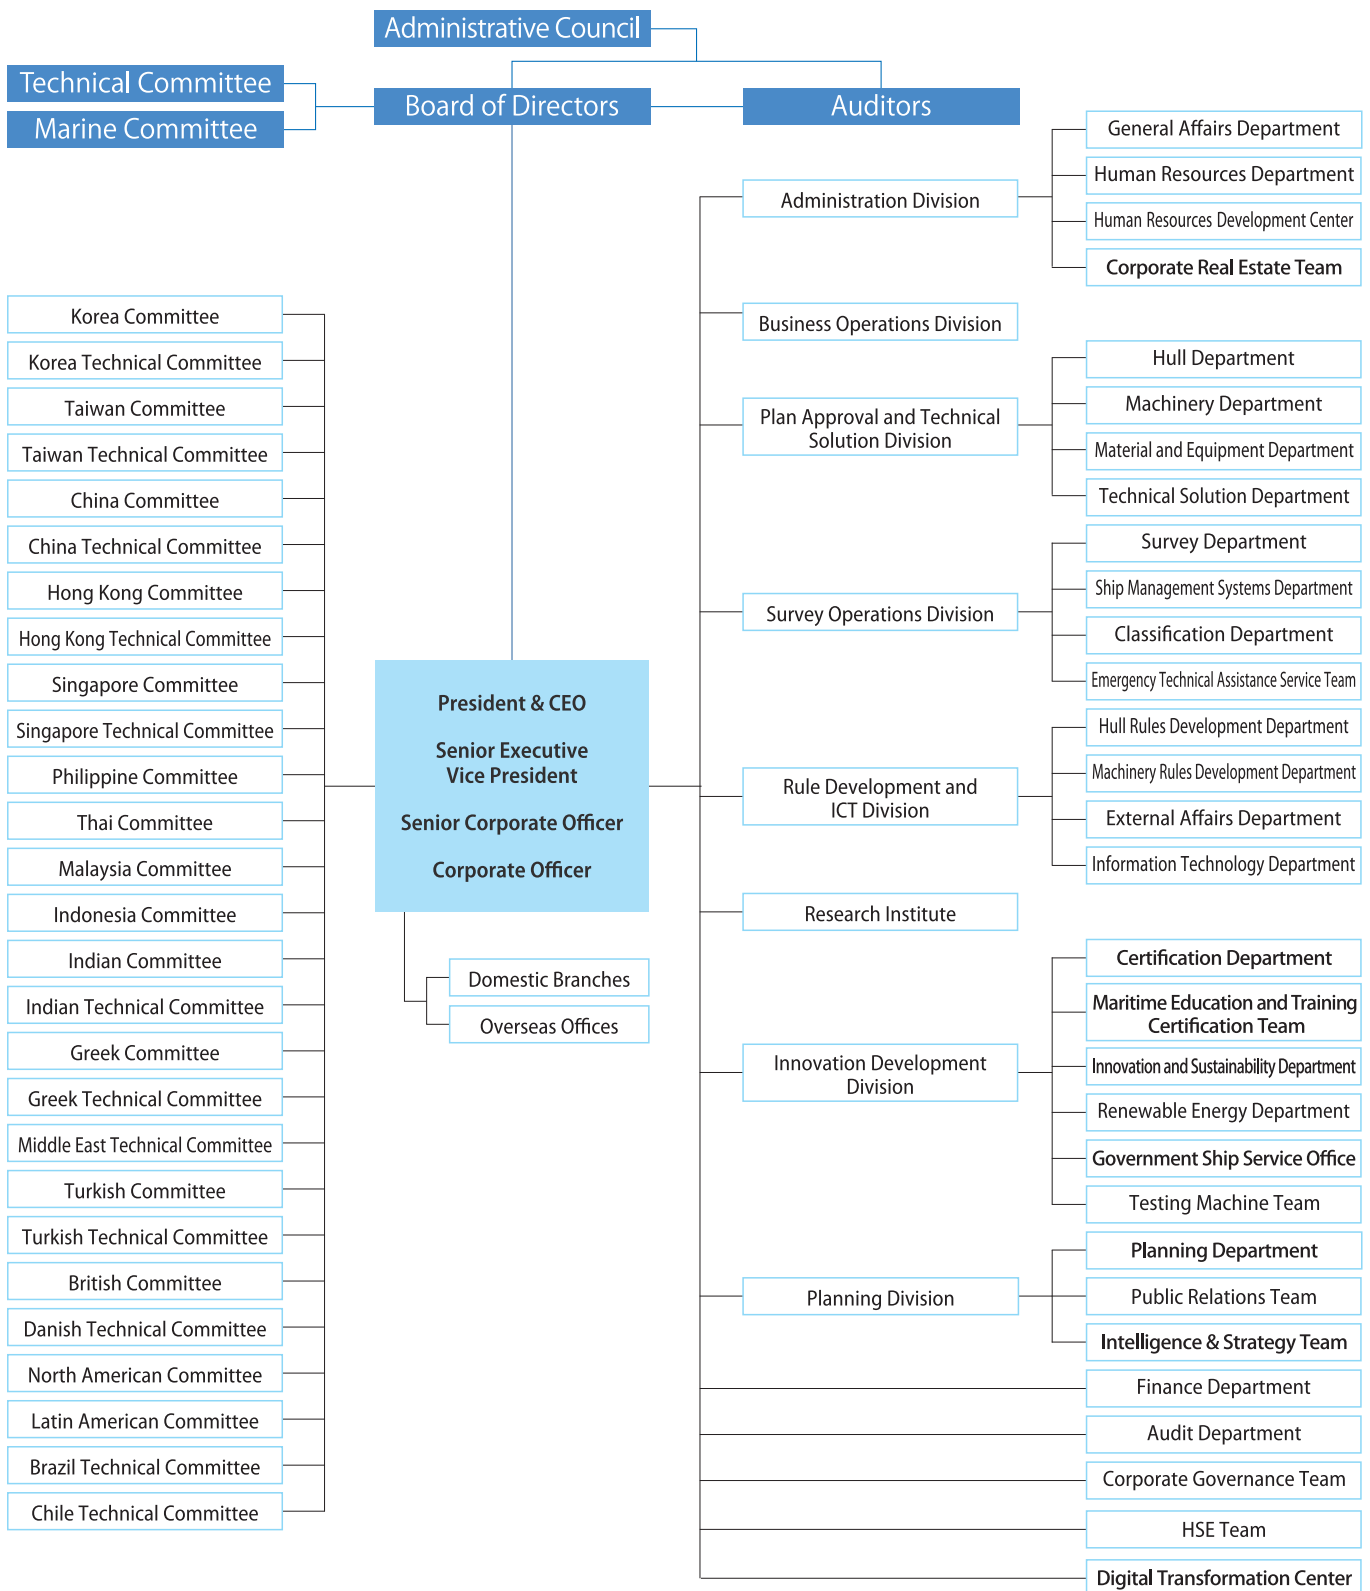 Administrative Council
Technical Committee
Marine Committee
Board of Directors
Auditors
Korea Committee
Korea Technical Committee
Taiwan Committee
Taiwan Technical Committee
China Committee
China Technical Committee
Hong Kong Committee
Hong Kong Technical Committee
Singapore Committee
Singapore Technical Committee
Philippine Committee
Thai Committee
Malaysia Committee
Indonesia Committee
Indian Committee
Indian Technical Committee
Greek Committee
Greek Technical Committee
Middle East Technical Committee
Turkish Committee
Turkish Technical Committee
British Committee
Danish Technical Committee
North American Committee
Latin American Committee
Brazil Technical Committee
Chile Technical Committee
President & CEO
Senior Executive
Vice President
Senior Corporate Officer
Corporate Officer
Domestic Branches
Overseas Offices
Administration Division
General Affairs Department
Human Resources Department
Human Resources Development Center
Corporate Real Estate Team
Business Operations Division
Plan Approval and Technical
Solution Division
Hull Department
Machinery Department
Material and Equipment Department
Technical Solution Department
Survey Operations Division
Survey Department
Ship Management Systems Department
Classification Department
Emergency Technical Assistance Service Team
Rule Development and
ICT Division
Hull Rules Development Department
Machinery Rules Development Department
External Affairs Department
Information Technology Department
Research Institute
Innovation Development
Division
Certification Department
Maritime Education and Training
Certification Team
Innovation and Sustainability Department
Renewable Energy Department
Government Ship Service Office
Testing Machine Team
Planning Division
Planning Department
Public Relations Team
Intelligence & Strategy Team
Finance Department
Audit Department
Corporate Governance Team
HSE Team
Digital Transformation Center